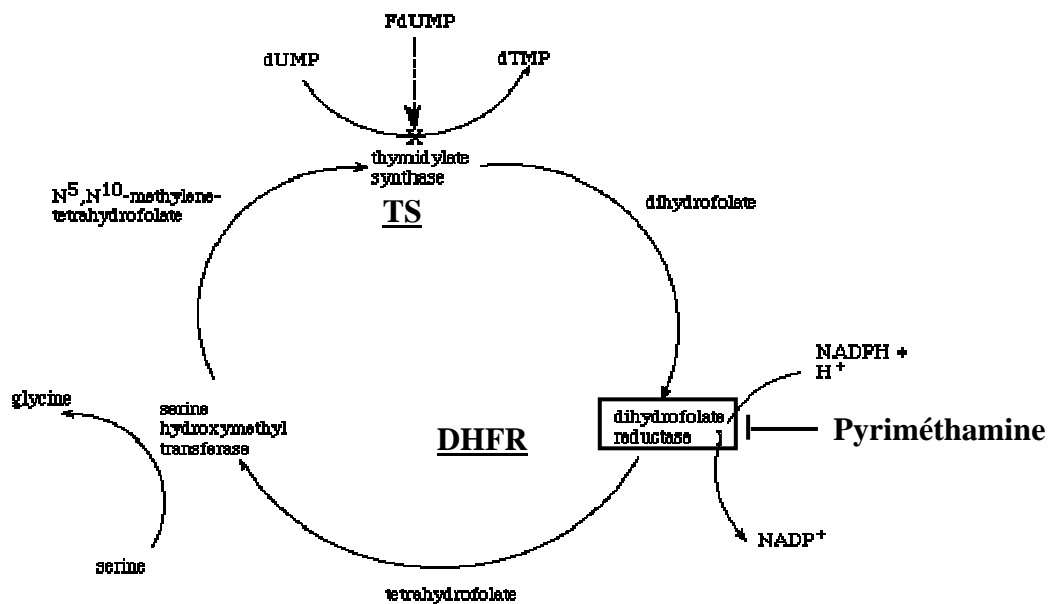 FdUMP
dUMP
dTMP
thymidylate
synthase
TS
N5,N10-methylene-
tetrahydrofolate
dihydrofolate
NADPH +
H+
glycine
serine
hydroxymethyl
transferase
DHFR
dihydrofolate
reductase
Pyriméthamine
NADP+
serine
tetrahydrofolate